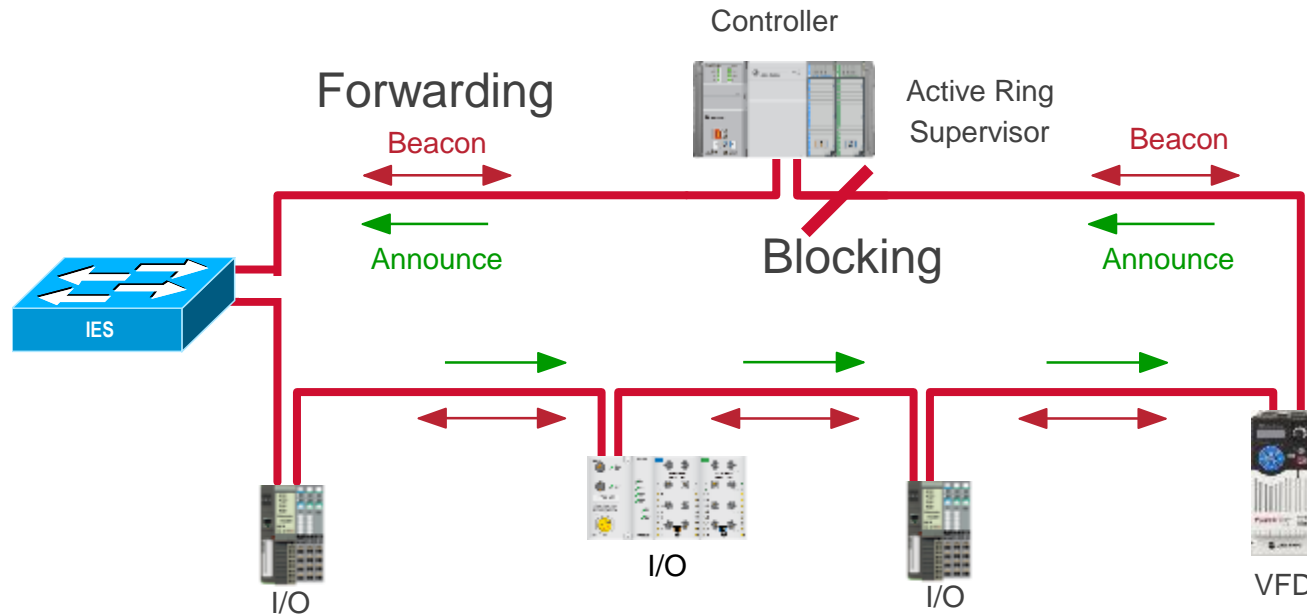 Controller
Forwarding
Active Ring
Supervisor
Beacon
Beacon
Blocking
Announce
Announce
IES
I/O
I/O
I/O
VFD